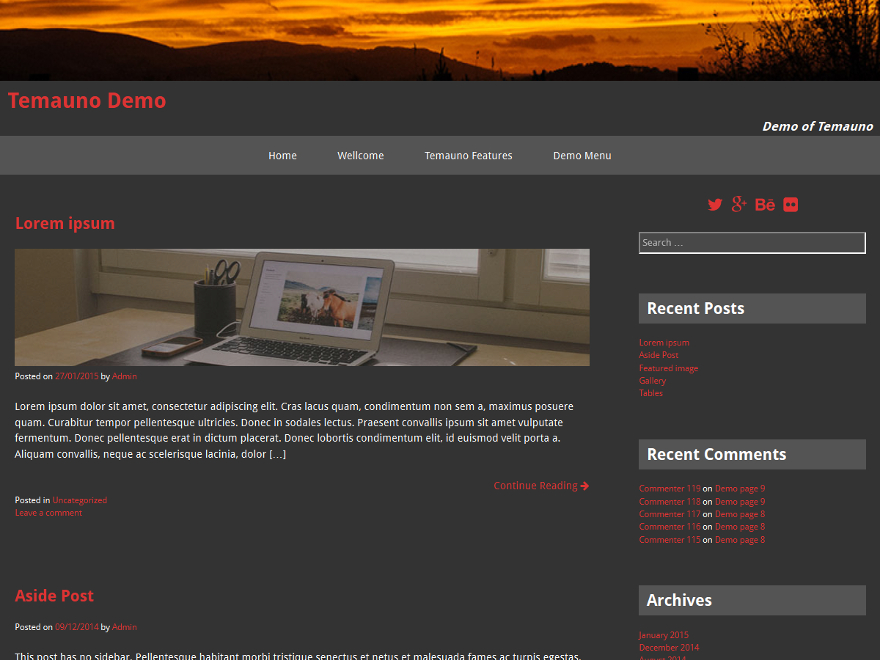 Temauno Demo
Demo of Temauno
Home Wellcome Temauno Features Demo Menu
Lorem ipsum
Posted on 27/01/2015 by Admin
Lorem ipsum dolor sit amet, consectetur adipiscing elit. Cras lacus quam, condimentum non sem a, maximus posuere
quam. Curabitur tempor pellentesque ultricies. Donec in sodales lectus. Praesent convallis ipsum sit amet vulputate
fermentum. Donec pellentesque erat in dictum placerat. Donec lobortis condimentum elit, id euismod velit porta a.
Aliquam convallis, neque ac scelerisque lacinia, dolor […]
Continue Reading
Posted in Uncategorized
Leave a comment
Aside Post
Posted on 09/12/2014 by Admin
This post has no sidebar. Pellentesque habitant morbi tristique senectus et netus et malesuada fames ac turpis egestas.
Bē
Search …
Recent Posts
Lorem ipsum
Aside Post
Featured image
Gallery
Tables
Recent Comments
Commenter 119 on Demo page 9
Commenter 118 on Demo page 9
Commenter 117 on Demo page 8
Commenter 116 on Demo page 8
Commenter 115 on Demo page 8
Archives
January 2015
December 2014
August 2014